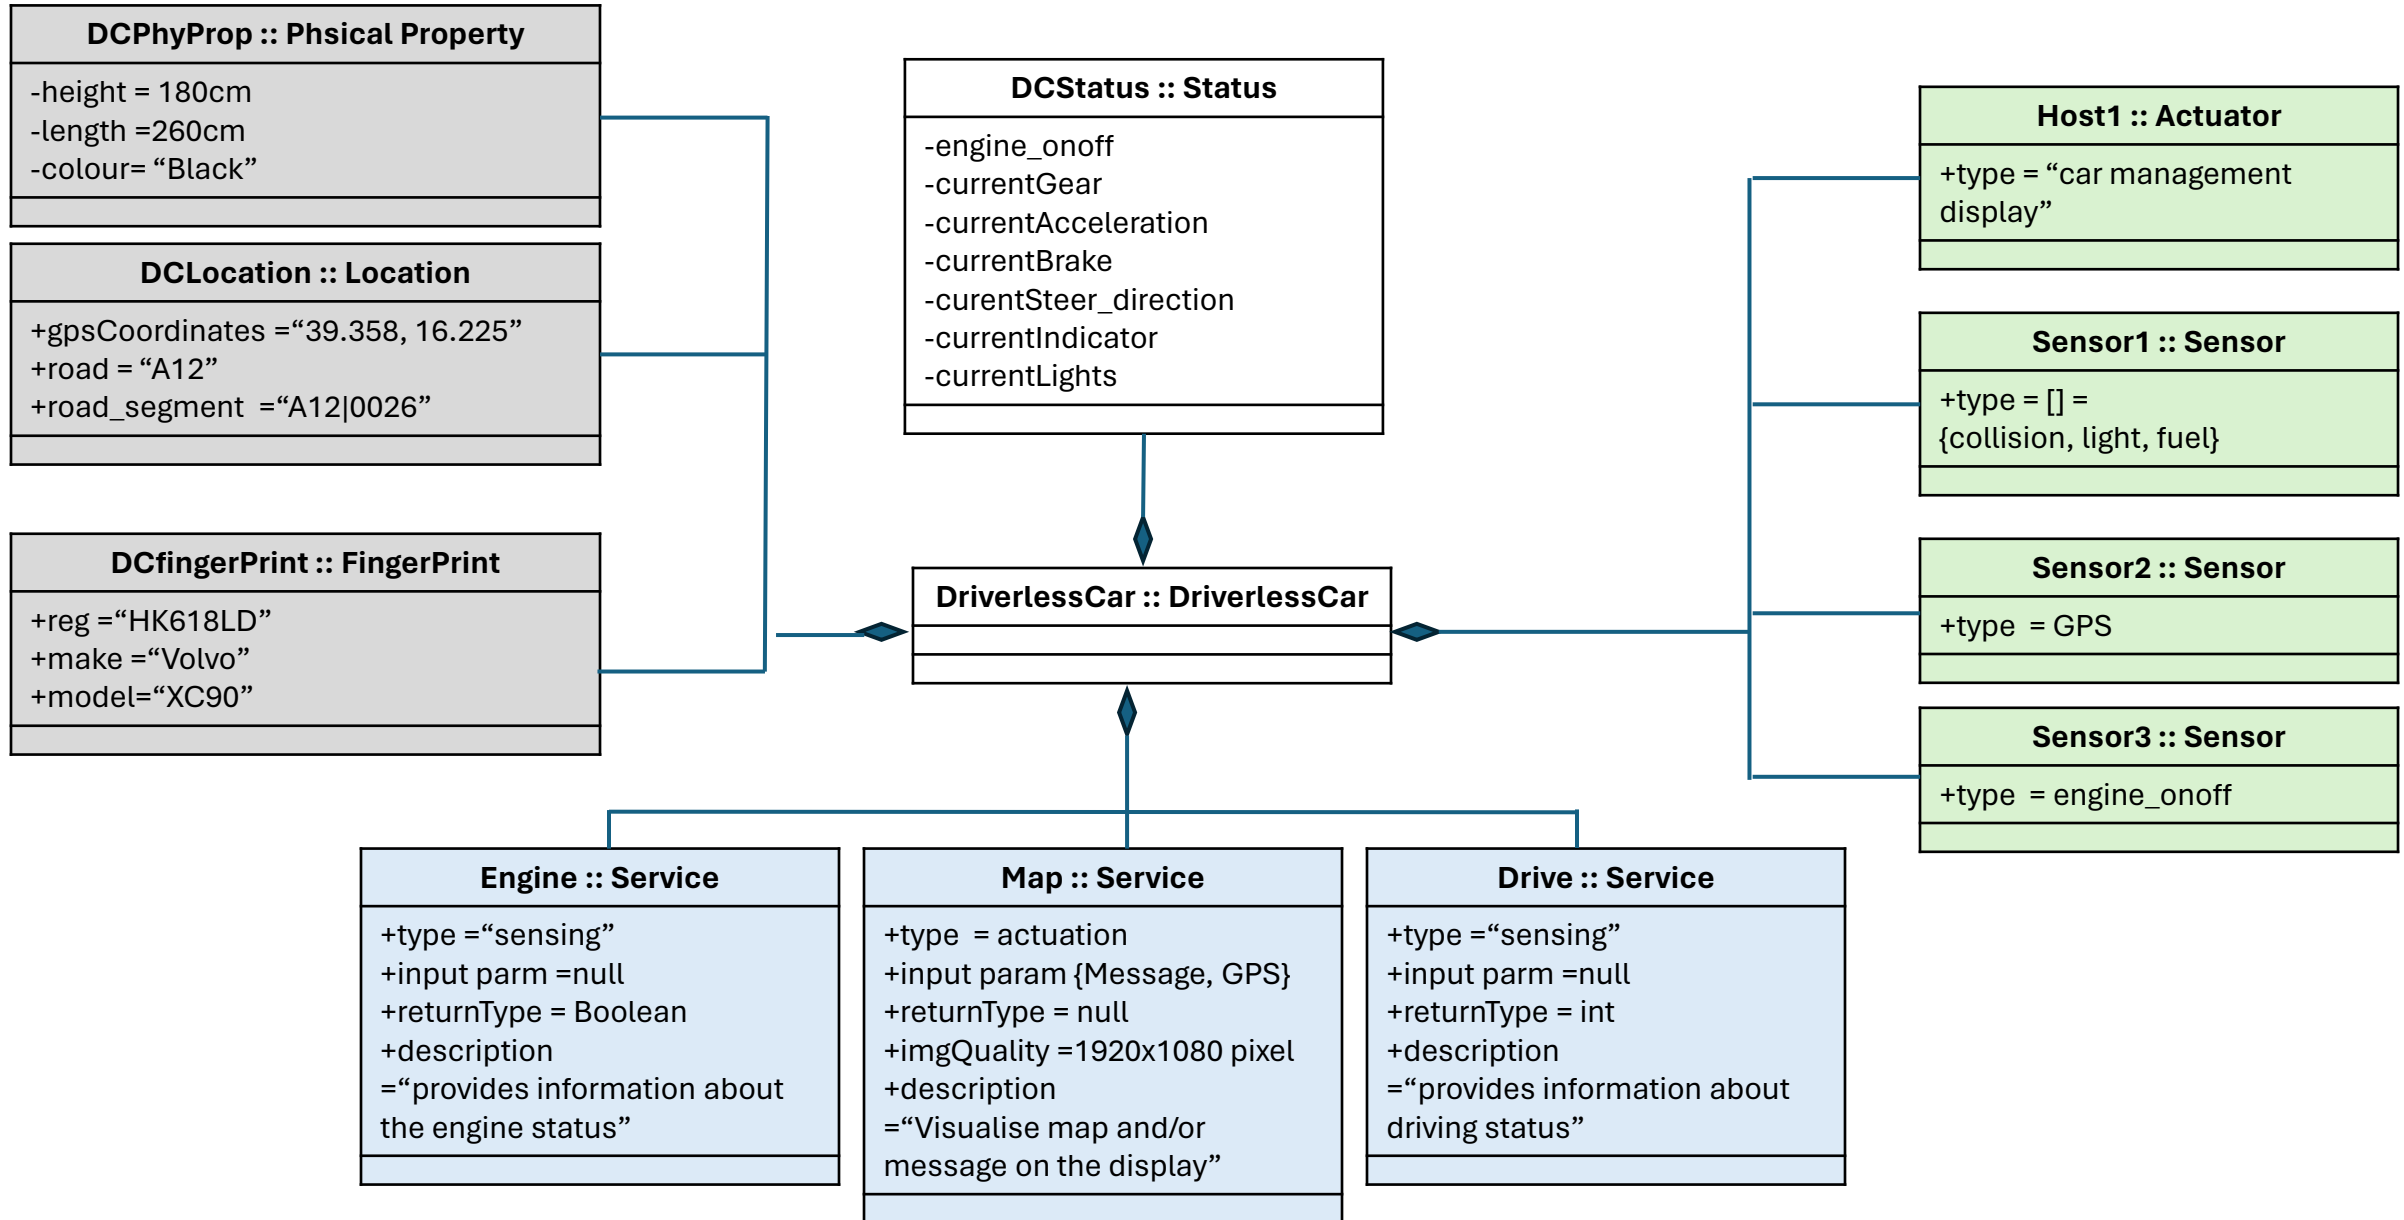 DCPhyProp :: Phsical Property
-height = 180cm
-length =260cm
-colour= “Black”
DCLocation :: Location
+gpsCoordinates =“39.358, 16.225”
+road = “A12”
+road_segment =“A12|0026”
DCfingerPrint :: FingerPrint
+reg =“HK618LD”
+make =“Volvo”
+model=“XC90”
DCStatus :: Status
-engine_onoff
-currentGear
-currentAcceleration
-currentBrake
-curentSteer_direction
-currentIndicator
-currentLights
DriverlessCar :: DriverlessCar
Host1 :: Actuator
+type = “car management
display”
Sensor1 :: Sensor
+type = [] =
{collision, light, fuel}
Sensor2 :: Sensor
+type = GPS
Sensor3 :: Sensor
+type = engine_onoff
Engine :: Service
+type =“sensing”
+input parm =null
+returnType = Boolean
+description
=“provides information about
the engine status”
Map :: Service
+type = actuation
+input param {Message, GPS}
+returnType = null
+imgQuality =1920x1080 pixel
+description
=“Visualise map and/or
message on the display”
Drive :: Service
+type =“sensing”
+input parm =null
+returnType = int
+description
=“provides information about
driving status”